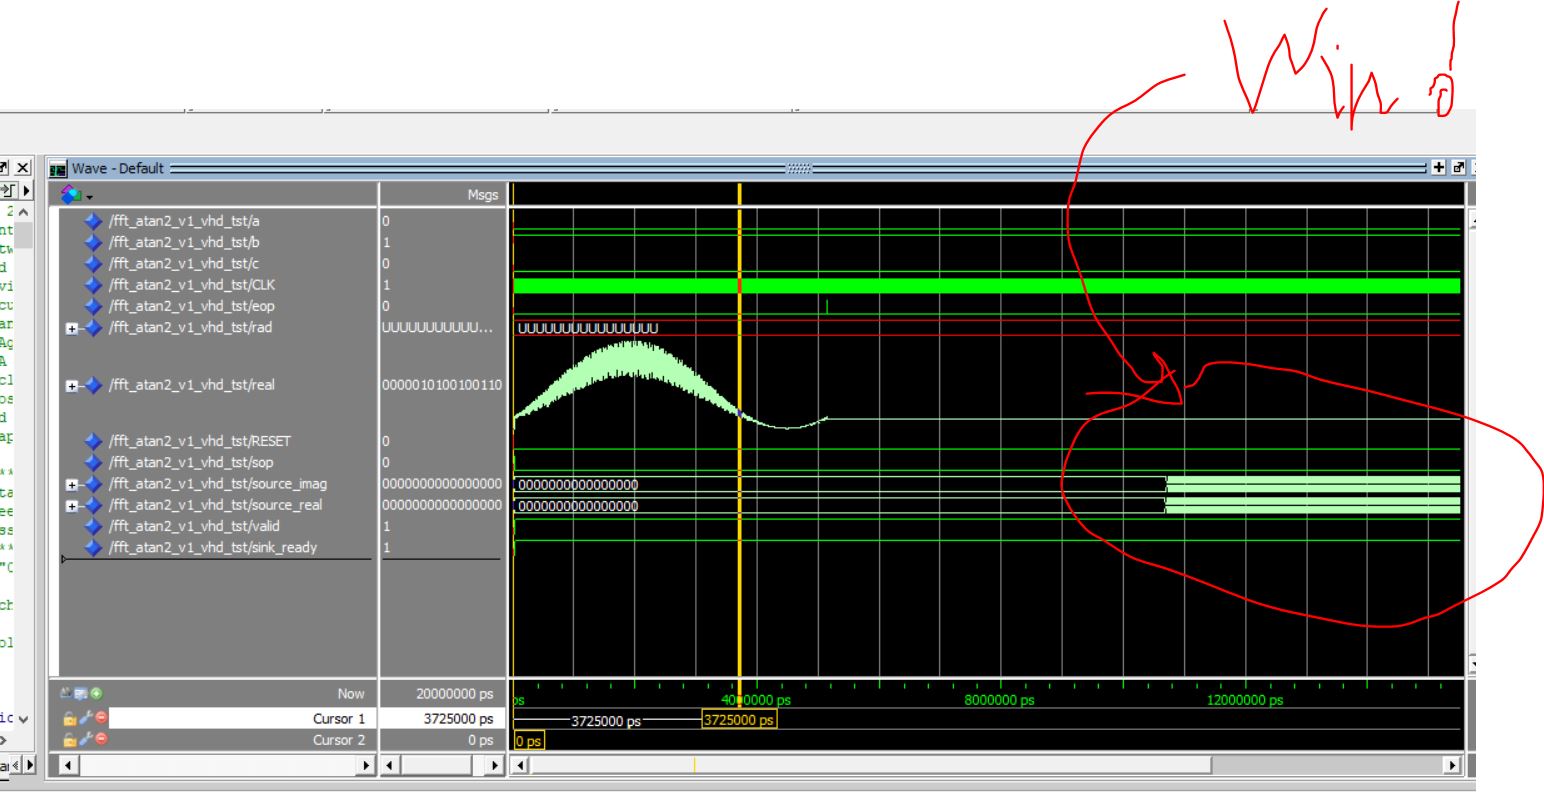 Win!
Wave - Default
Msgs
/fft_atan2_v1_vhd_tst/a 0
/fft_atan2_v1_vhd_tst/b 1
/fft_atan2_v1_vhd_tst/c 0
/fft_atan2_v1_vhd_tst/CLK 1
/fft_atan2_v1_vhd_tst/eop 0
/fft_atan2_v1_vhd_tst/rad UUUUUUUUUUU... UUUUUUUUUUUUUUUU
/fft_atan2_v1_vhd_tst/real 0000010100100110
/fft_atan2_v1_vhd_tst/RESET 0
/fft_atan2_v1_vhd_tst/sop 0
/fft_atan2_v1_vhd_tst/source_imag 0000000000000000 0000000000000000
/fft_atan2_v1_vhd_tst/source_real 0000000000000000 0000000000000000
/fft_atan2_v1_vhd_tst/valid 1
/fft_atan2_v1_vhd_tst/sink_ready 1
Now 20000000 ps ps 4000000 ps 8000000 ps 12000000 ps
Cursor 1 3725000 ps 3725000 ps 3725000 ps
Cursor 2 0 ps 0 ps